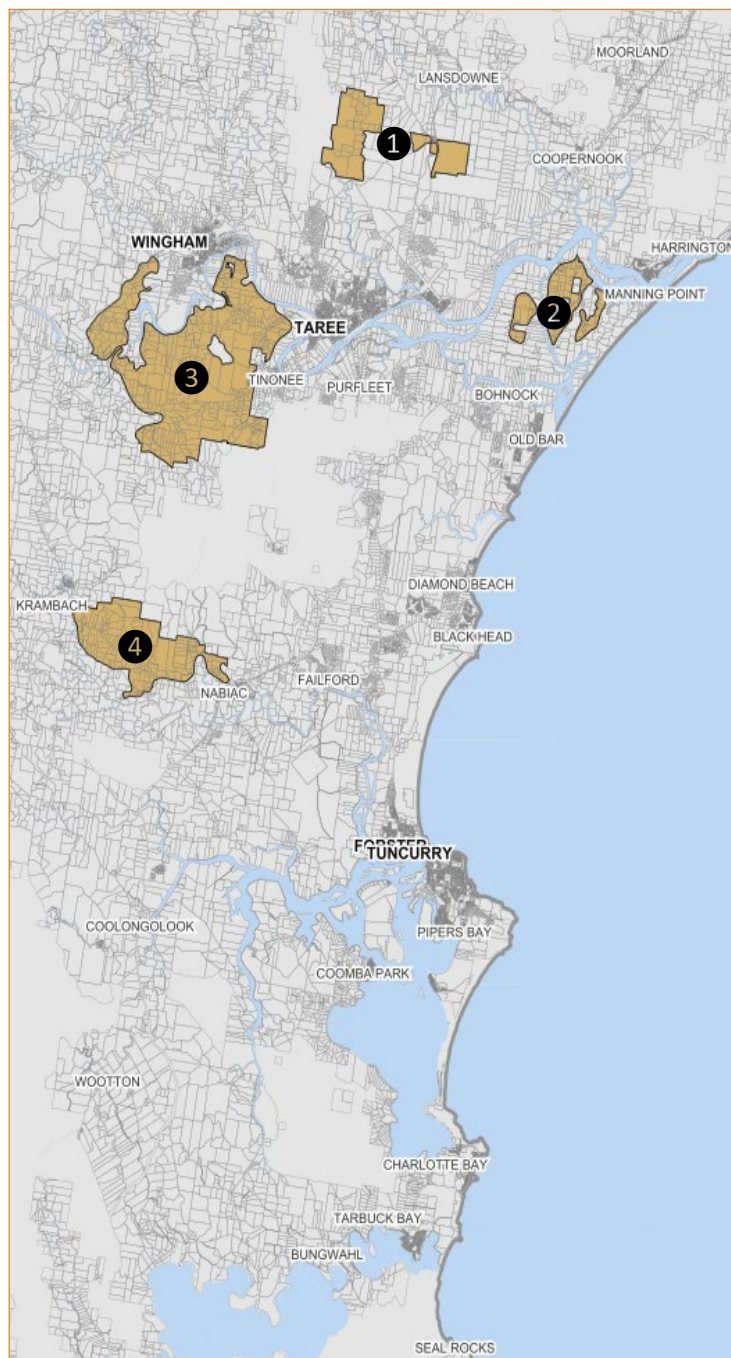 MOORLAND
LANSDOWNE
1
COOPERNOOK
WINGHAM
HARRINGTON
MANNING POINT
2
TAREE
3
TINONEE
PURFLEET
BOHNOCK
OLD BAR
DIAMOND BEACH
KRAMBACH
BLACK HEAD
4
FAILFORD
NABIAC
FORSTER
TUNCURRY
COOLONGOLOOK
PIPERS BAY
COOMBA PARK
WOOTTON
CHARLOTTE BAY
TARBUCK BAY
BUNGWAHL
SEAL ROCKS